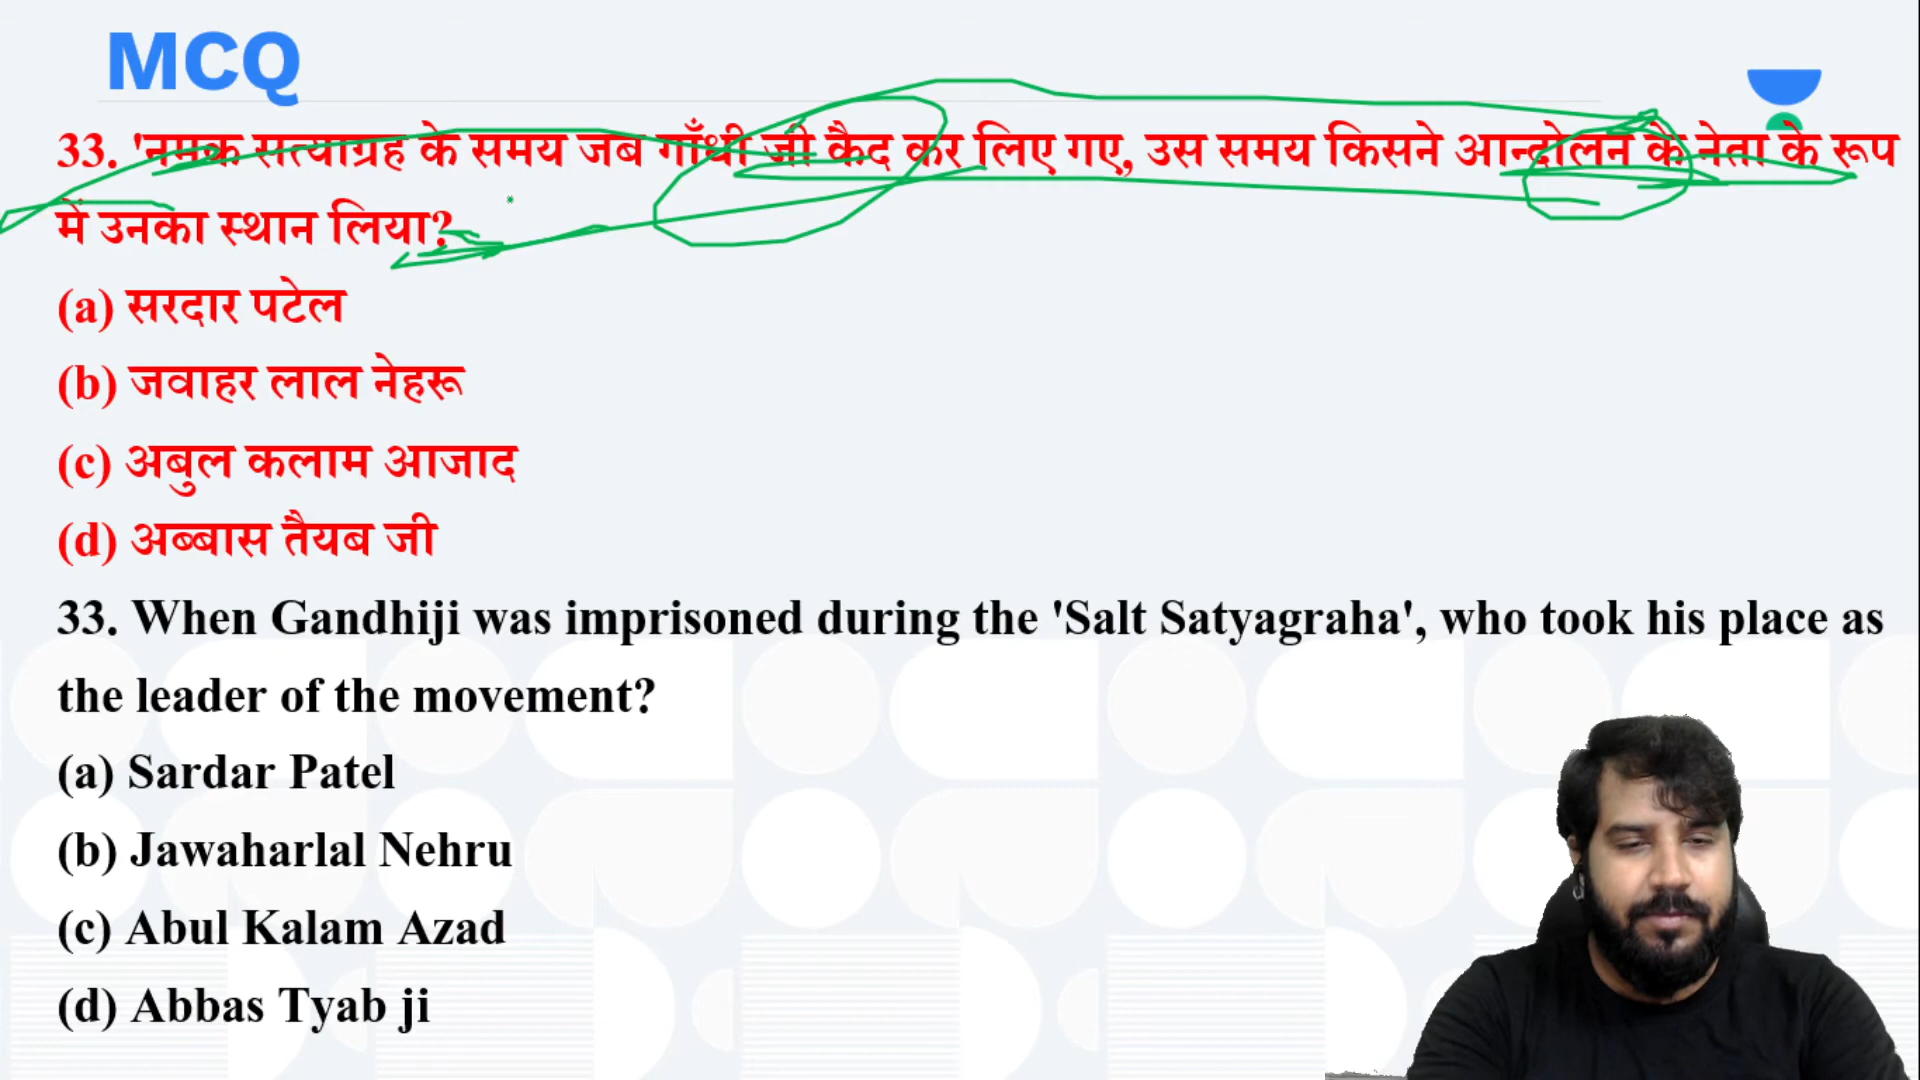 MCQ
33. 'नमक सत्याग्रह के समय जब गाँधी जी कैद कर लिए गए, उस समय किसने आन्दोलन के नेता के रूप
में उनका स्थान लिया?
(a) सरदार पटेल
(b) जवाहर लाल नेहरू
(c) अबुल कलाम आजाद
(d) अब्बास तैयब जी
33. When Gandhiji was imprisoned during the 'Salt Satyagraha', who took his place as
the leader of the movement?
(a) Sardar Patel
(b) Jawaharlal Nehru
(c) Abul Kalam Azad
(d) Abbas Tyab ji